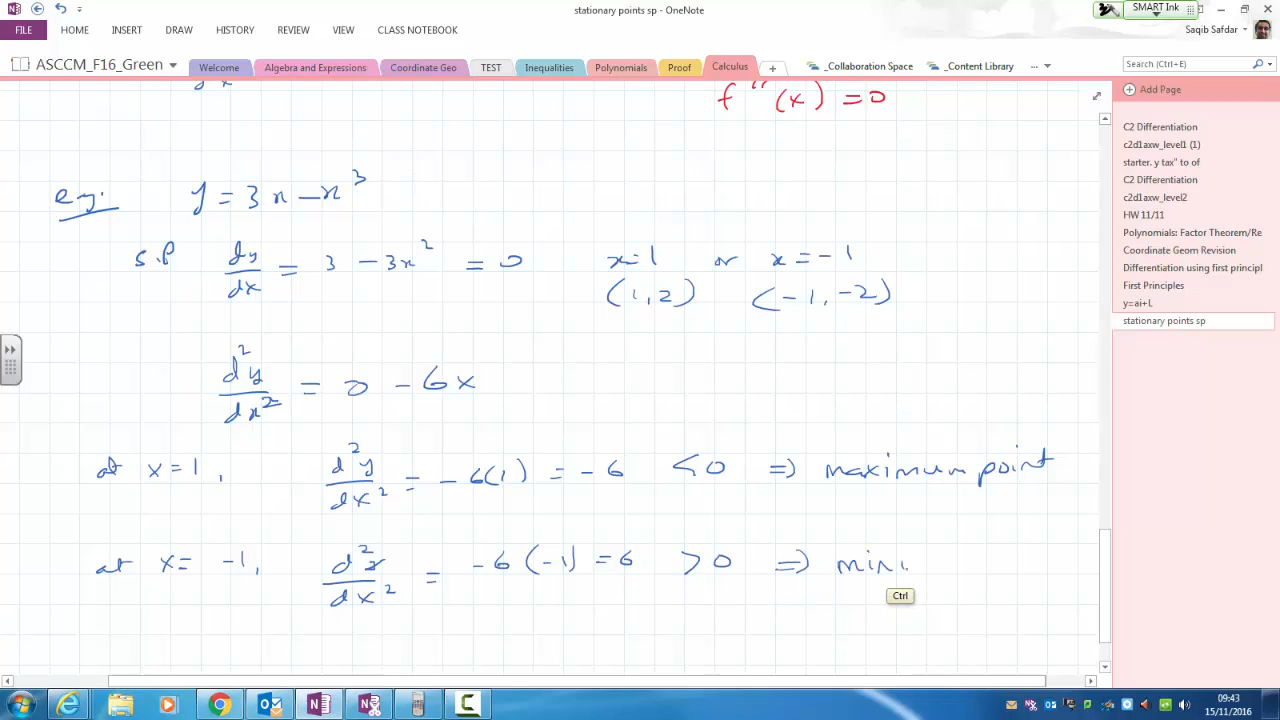 stationary points sp - OneNote
SMART Ink
FILE HOME INSERT DRAW HISTORY REVIEW VIEW CLASS NOTEBOOK
Saqib Safdar
ASCCM_F16_Green
Welcome Algebra and Expressions Coordinate Geo TEST Inequalities Polynomials Proof Calculus + _Collaboration Space _Content Library ...
Search (Ctrl+E)
f''(x) = 0
eg: y = 3x - x³
s.p dy/dx = 3 - 3x² = 0 x=1 or x = -1
(1, 2) (-1, -2)
d²y/dx² = 0 - 6x
at x = 1, d²y/dx² = -6(1) = -6 < 0 ⇒ maximum point
at x = -1, d²y/dx² = -6(-1) = 6 > 0 ⇒ mini
Ctrl
Add Page
C2 Differentiation
c2d1axw_level1 (1)
starter. y tax" to of
C2 Differentiation
c2d1axw_level2
HW 11/11
Polynomials: Factor Theorem/Re
Coordinate Geom Revision
Differentiation using first principl
First Principles
y=ai+l,
stationary points sp
09:43
15/11/2016